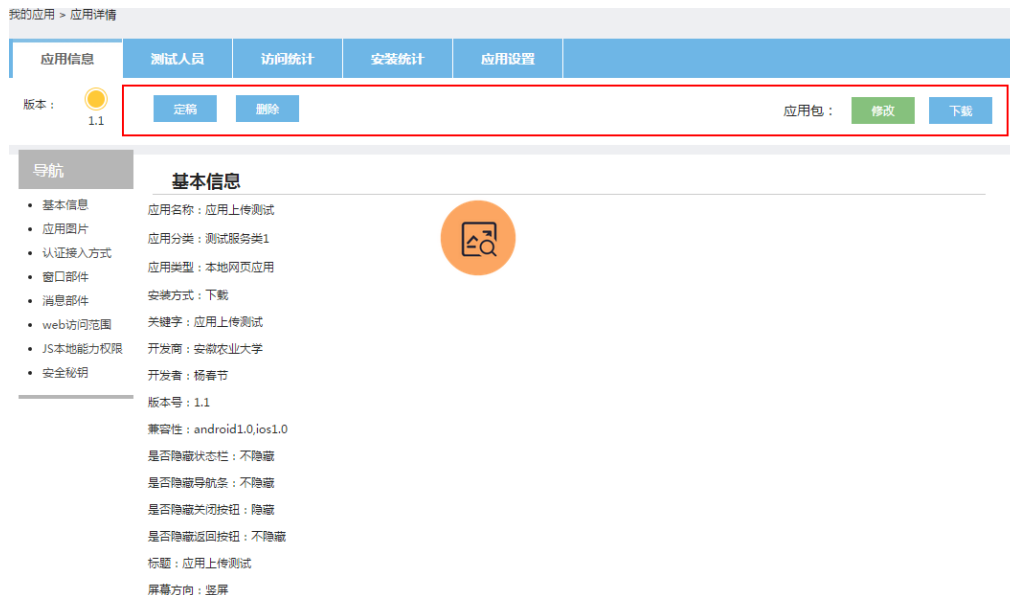 我的应用 > 应用详情
应用信息 测试人员 访问统计 安装统计 应用设置
版本： 定稿 删除 应用包： 修改 下载
1.1
导航
基本信息
应用图片
认证接入方式
窗口部件
消息部件
web访问范围
JS本地能力权限
安全秘钥
基本信息
应用名称：应用上传测试
应用分类：测试服务类1
应用类型：本地网页应用
安装方式：下载
关键字：应用上传测试
开发商：安徽农业大学
开发者：杨春节
版本号：1.1
兼容性：android1.0,ios1.0
是否隐藏状态栏：不隐藏
是否隐藏导航条：不隐藏
是否隐藏关闭按钮：隐藏
是否隐藏返回按钮：不隐藏
标题：应用上传测试
屏幕方向：竖屏